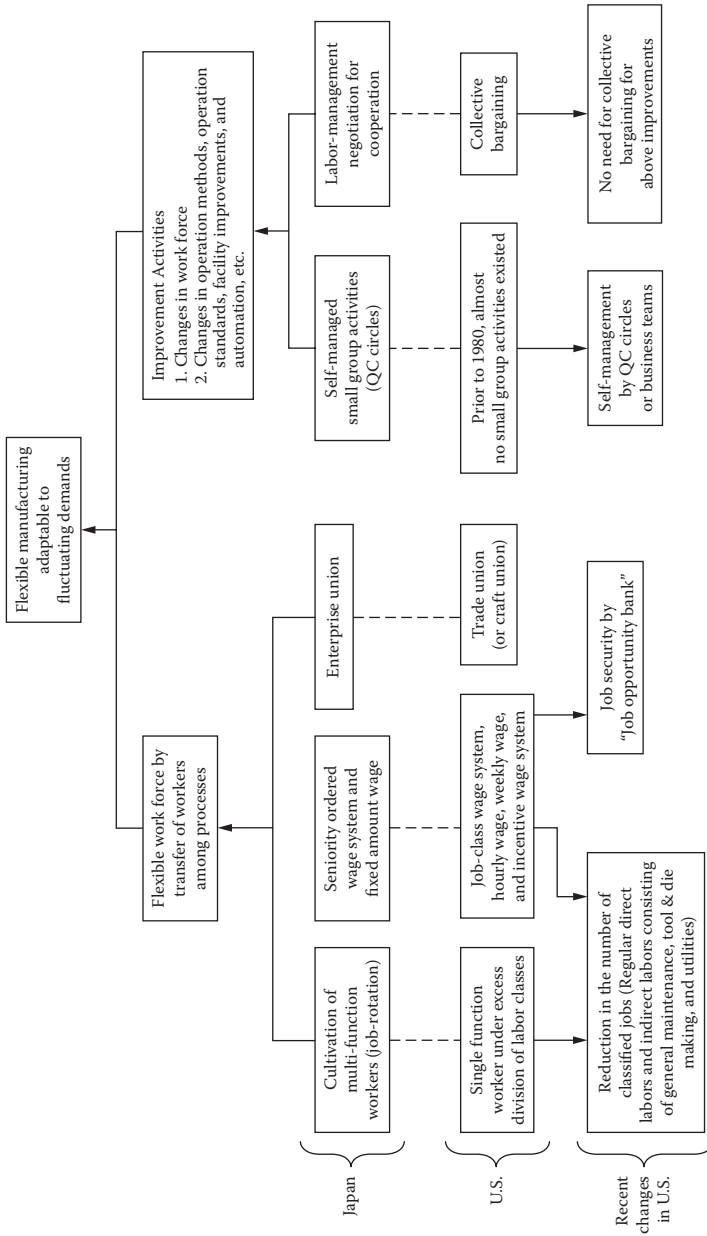 Flexible manufacturing
adaptable to
fluctuating demands
Flexible work force by
transfer of workers
among processes
Improvement Activities
1. Changes in work force
2. Changes in operation methods, operation
standards, facility improvements, and
automation, etc.
Japan
Cultivation of
multi-function
workers (job-rotation)
Seniority ordered
wage system and
fixed amount wage
Enterprise union
Self-managed
small group activities
(QC circles)
Labor-management
negotiation for
cooperation
U.S.
Single function
worker under excess
division of labor classes
Job-class wage system,
hourly wage, weekly wage,
and incentive wage system
Trade union
(or craft union)
Prior to 1980, almost
no small group activities existed
Collective
bargaining
Recent
changes
in U.S.
Reduction in the number of
classified jobs (Regular direct
labors and indirect labors consisting
of general maintenance, tool & die
making, and utilities)
Job security by
“Job opportunity bank”
Self-management
by QC circles
or business teams
No need for collective
bargaining for
above improvements